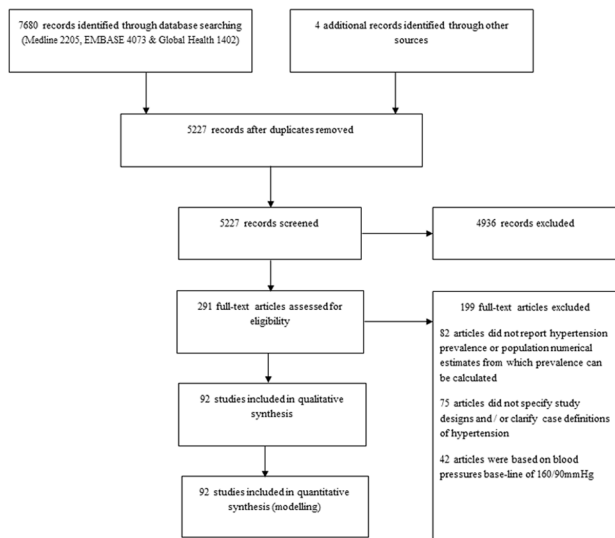 7680 records identified through database searching
(Medline 2205, EMBASE 4073 & Global Health 1402)
4 additional records identified through other
sources
5227 records after duplicates removed
5227 records screened
4936 records excluded
291 full-text articles assessed for
eligibility
199 full-text articles excluded
82 articles did not report hypertension
prevalence or population numerical
estimates from which prevalence can
be calculated
75 articles did not specify study
designs and / or clarify case definitions
of hypertension
42 articles were based on blood
pressures base-line of 160/90mmHg
92 studies included in qualitative
synthesis
92 studies included in quantitative
synthesis (modelling)